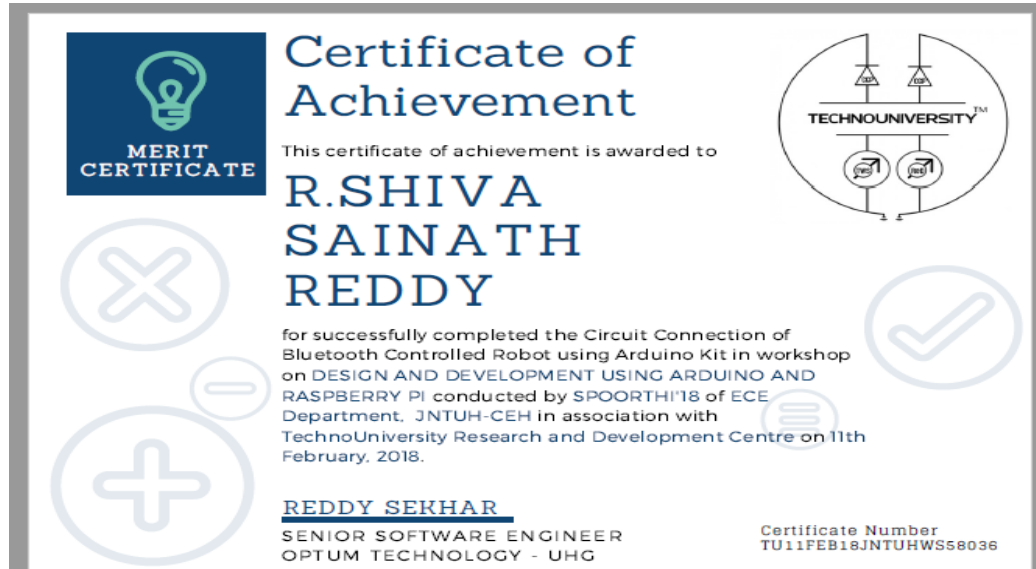 MERIT
CERTIFICATE
Certificate of
Achievement
This certificate of achievement is awarded to
R.SHIVA
SAINATH
REDDY
for successfully completed the Circuit Connection of
Bluetooth Controlled Robot using Arduino Kit in workshop
on DESIGN AND DEVELOPMENT USING ARDUINO AND
RASPBERRY PI conducted by SPOORTHI'18 of ECE
Department, JNTUH-CEH in association with
TechnoUniversity Research and Development Centre on 11th
February, 2018.
REDDY SEKHAR
SENIOR SOFTWARE ENGINEER
OPTUM TECHNOLOGY - UHG
TECHNOUNIVERSITY™
Certificate Number
TU11FEB18JNTUHWS58036